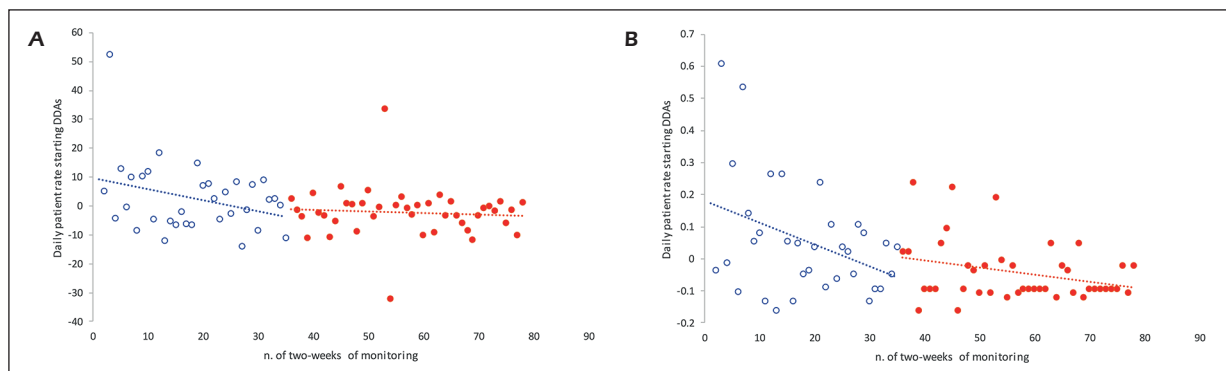 A
Daily patient rate starting DDAs
60
50
40
30
20
10
0
-10
-20
-30
-40
0 10 20 30 40 50 60 70 80 90
n. of two-weeks of monitoring
B
Daily patient rate starting DDAs
0.7
0.6
0.5
0.4
0.3
0.2
0.1
0
-0.1
-0.2
0 10 20 30 40 50 60 70 80 90
n. of two-weeks of monitoring